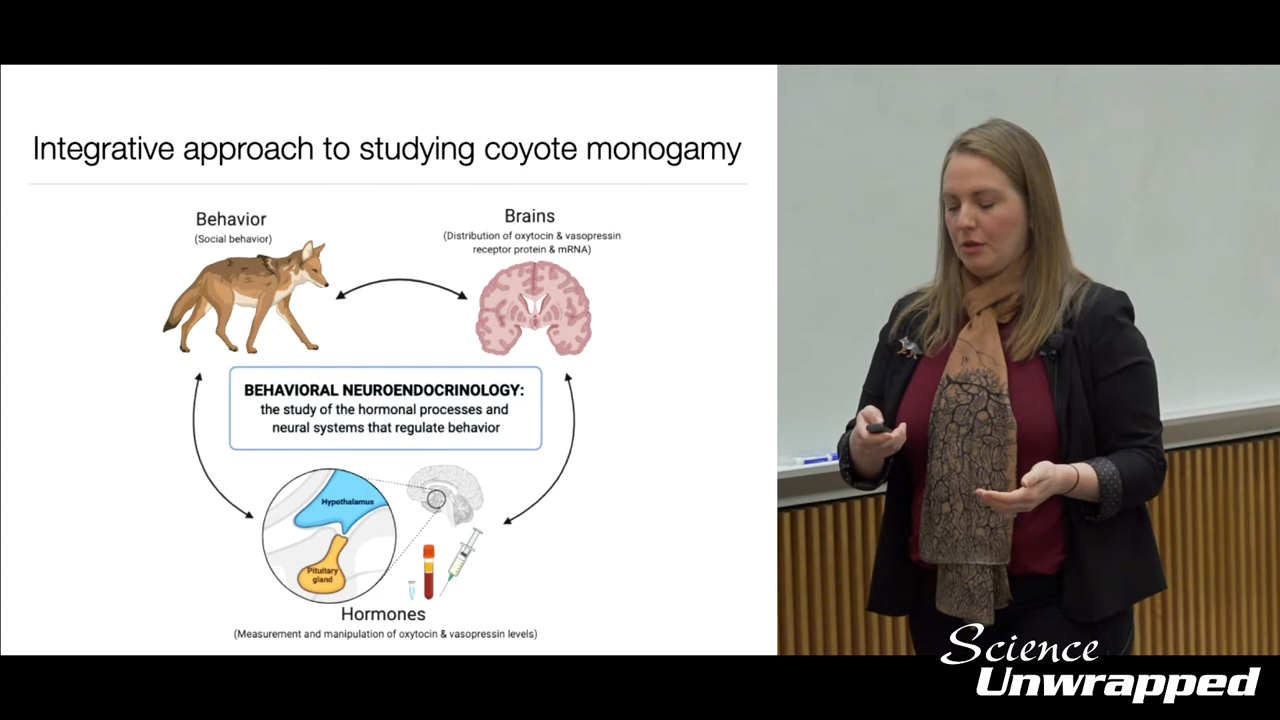 Integrative approach to studying coyote monogamy
Behavior
(Social behavior)
Brains
(Distribution of oxytocin & vasopressin
receptor protein & mRNA)
BEHAVIORAL NEUROENDOCRINOLOGY:
the study of the hormonal processes and
neural systems that regulate behavior
Hypothalamus
Pituitary
gland
Hormones
(Measurement and manipulation of oxytocin & vasopressin levels)
Science
Unwrapped